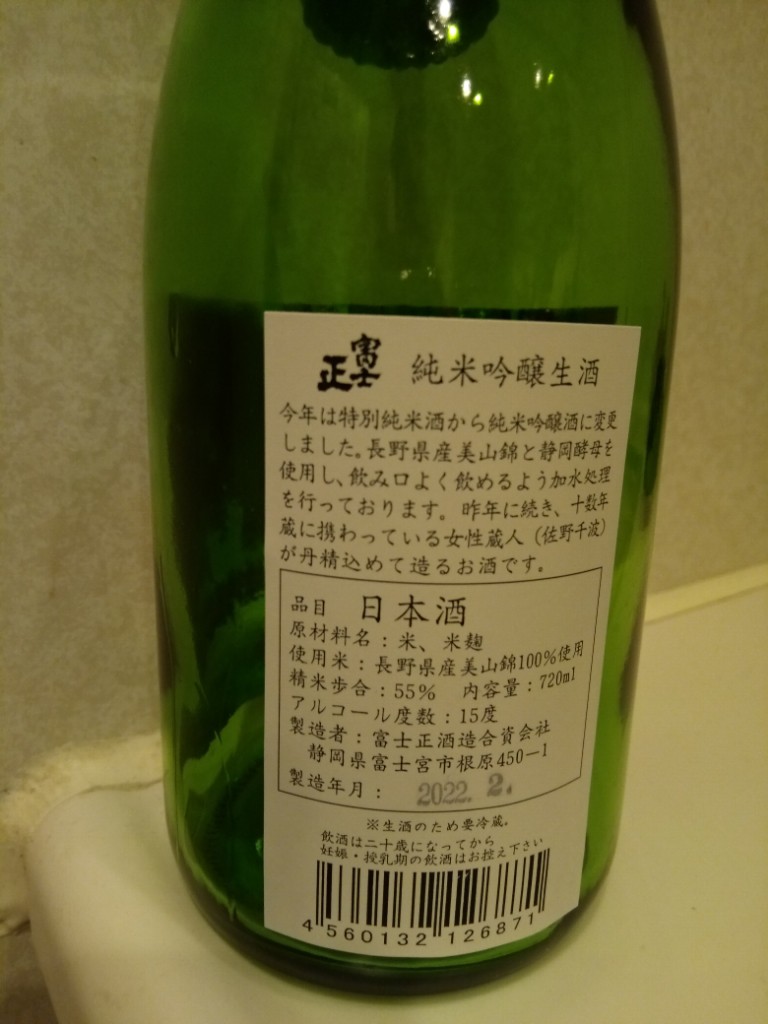 富士正 純米吟醸生酒
今年は特別純米酒から純米吟醸酒に変更
しました。長野県産美山錦と静岡酵母を
使用し、飲み口よく飲めるよう加水処理
を行っております。昨年に続き、十数年
蔵に携わっている女性蔵人（佐野千波）
が丹精込めて造るお酒です。
品目 日本酒
原材料名：米、米麹
使用米：長野県産美山錦100%使用
精米歩合：55% 内容量：720ml
アルコール度数：15度
製造者：富士正酒造合資会社
静岡県富士宮市根原450－1
製造年月： 2022. 2.
※生酒のため要冷蔵。
飲酒は二十歳になってから
妊娠・授乳期の飲酒はお控え下さい
4 560132 126871